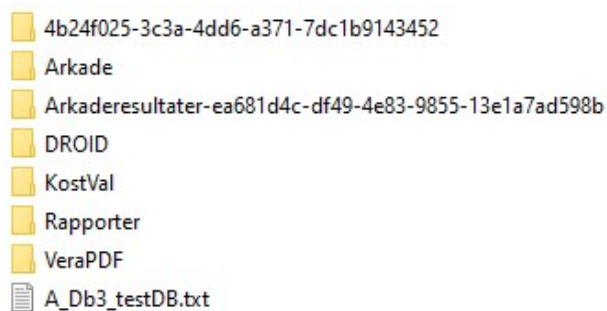 4b24f025-3c3a-4dd6-a371-7dc1b9143452
Arkade
Arkaderesultater-ea681d4c-df49-4e83-9855-13e1a7ad598b
DROID
KostVal
Rapporter
VeraPDF
A_Db3_testDB.txt